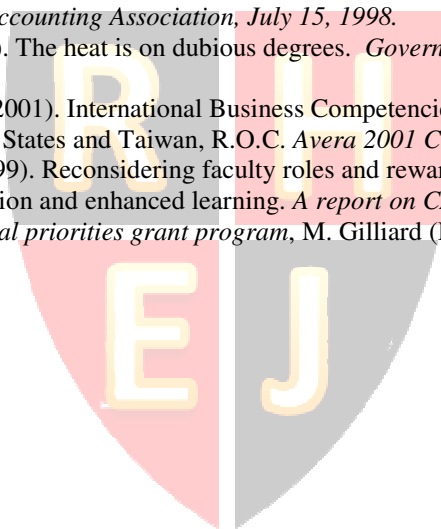 ccounting Association, July 15, 1998.
). The heat is on dubious degrees. Govern
2001). International Business Competencie
States and Taiwan, R.O.C. Avera 2001 C
99). Reconsidering faculty roles and rewar
ion and enhanced learning. A report on C
al priorities grant program, M. Gilliard (
R H
E J